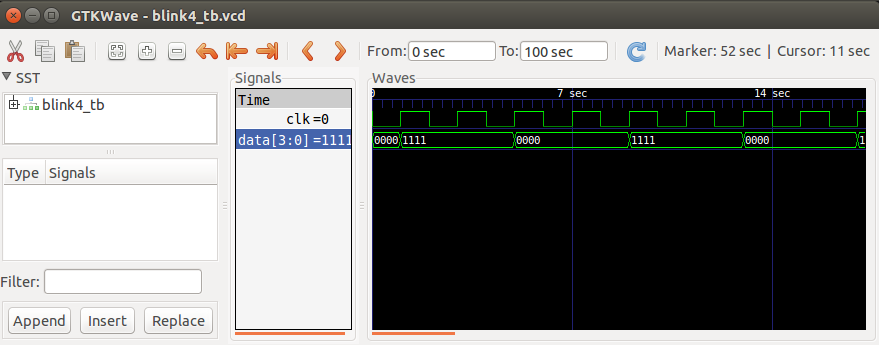 GTKWave - blink4_tb.vcd
From: 0 sec To: 100 sec Marker: 52 sec | Cursor: 11 sec
SST
blink4_tb
Type Signals
Filter:
Append Insert Replace
Signals
Time
clk =0
data[3:0] =1111
Waves
0 7 sec 14 sec
0000 1111 0000 1111 0000 1